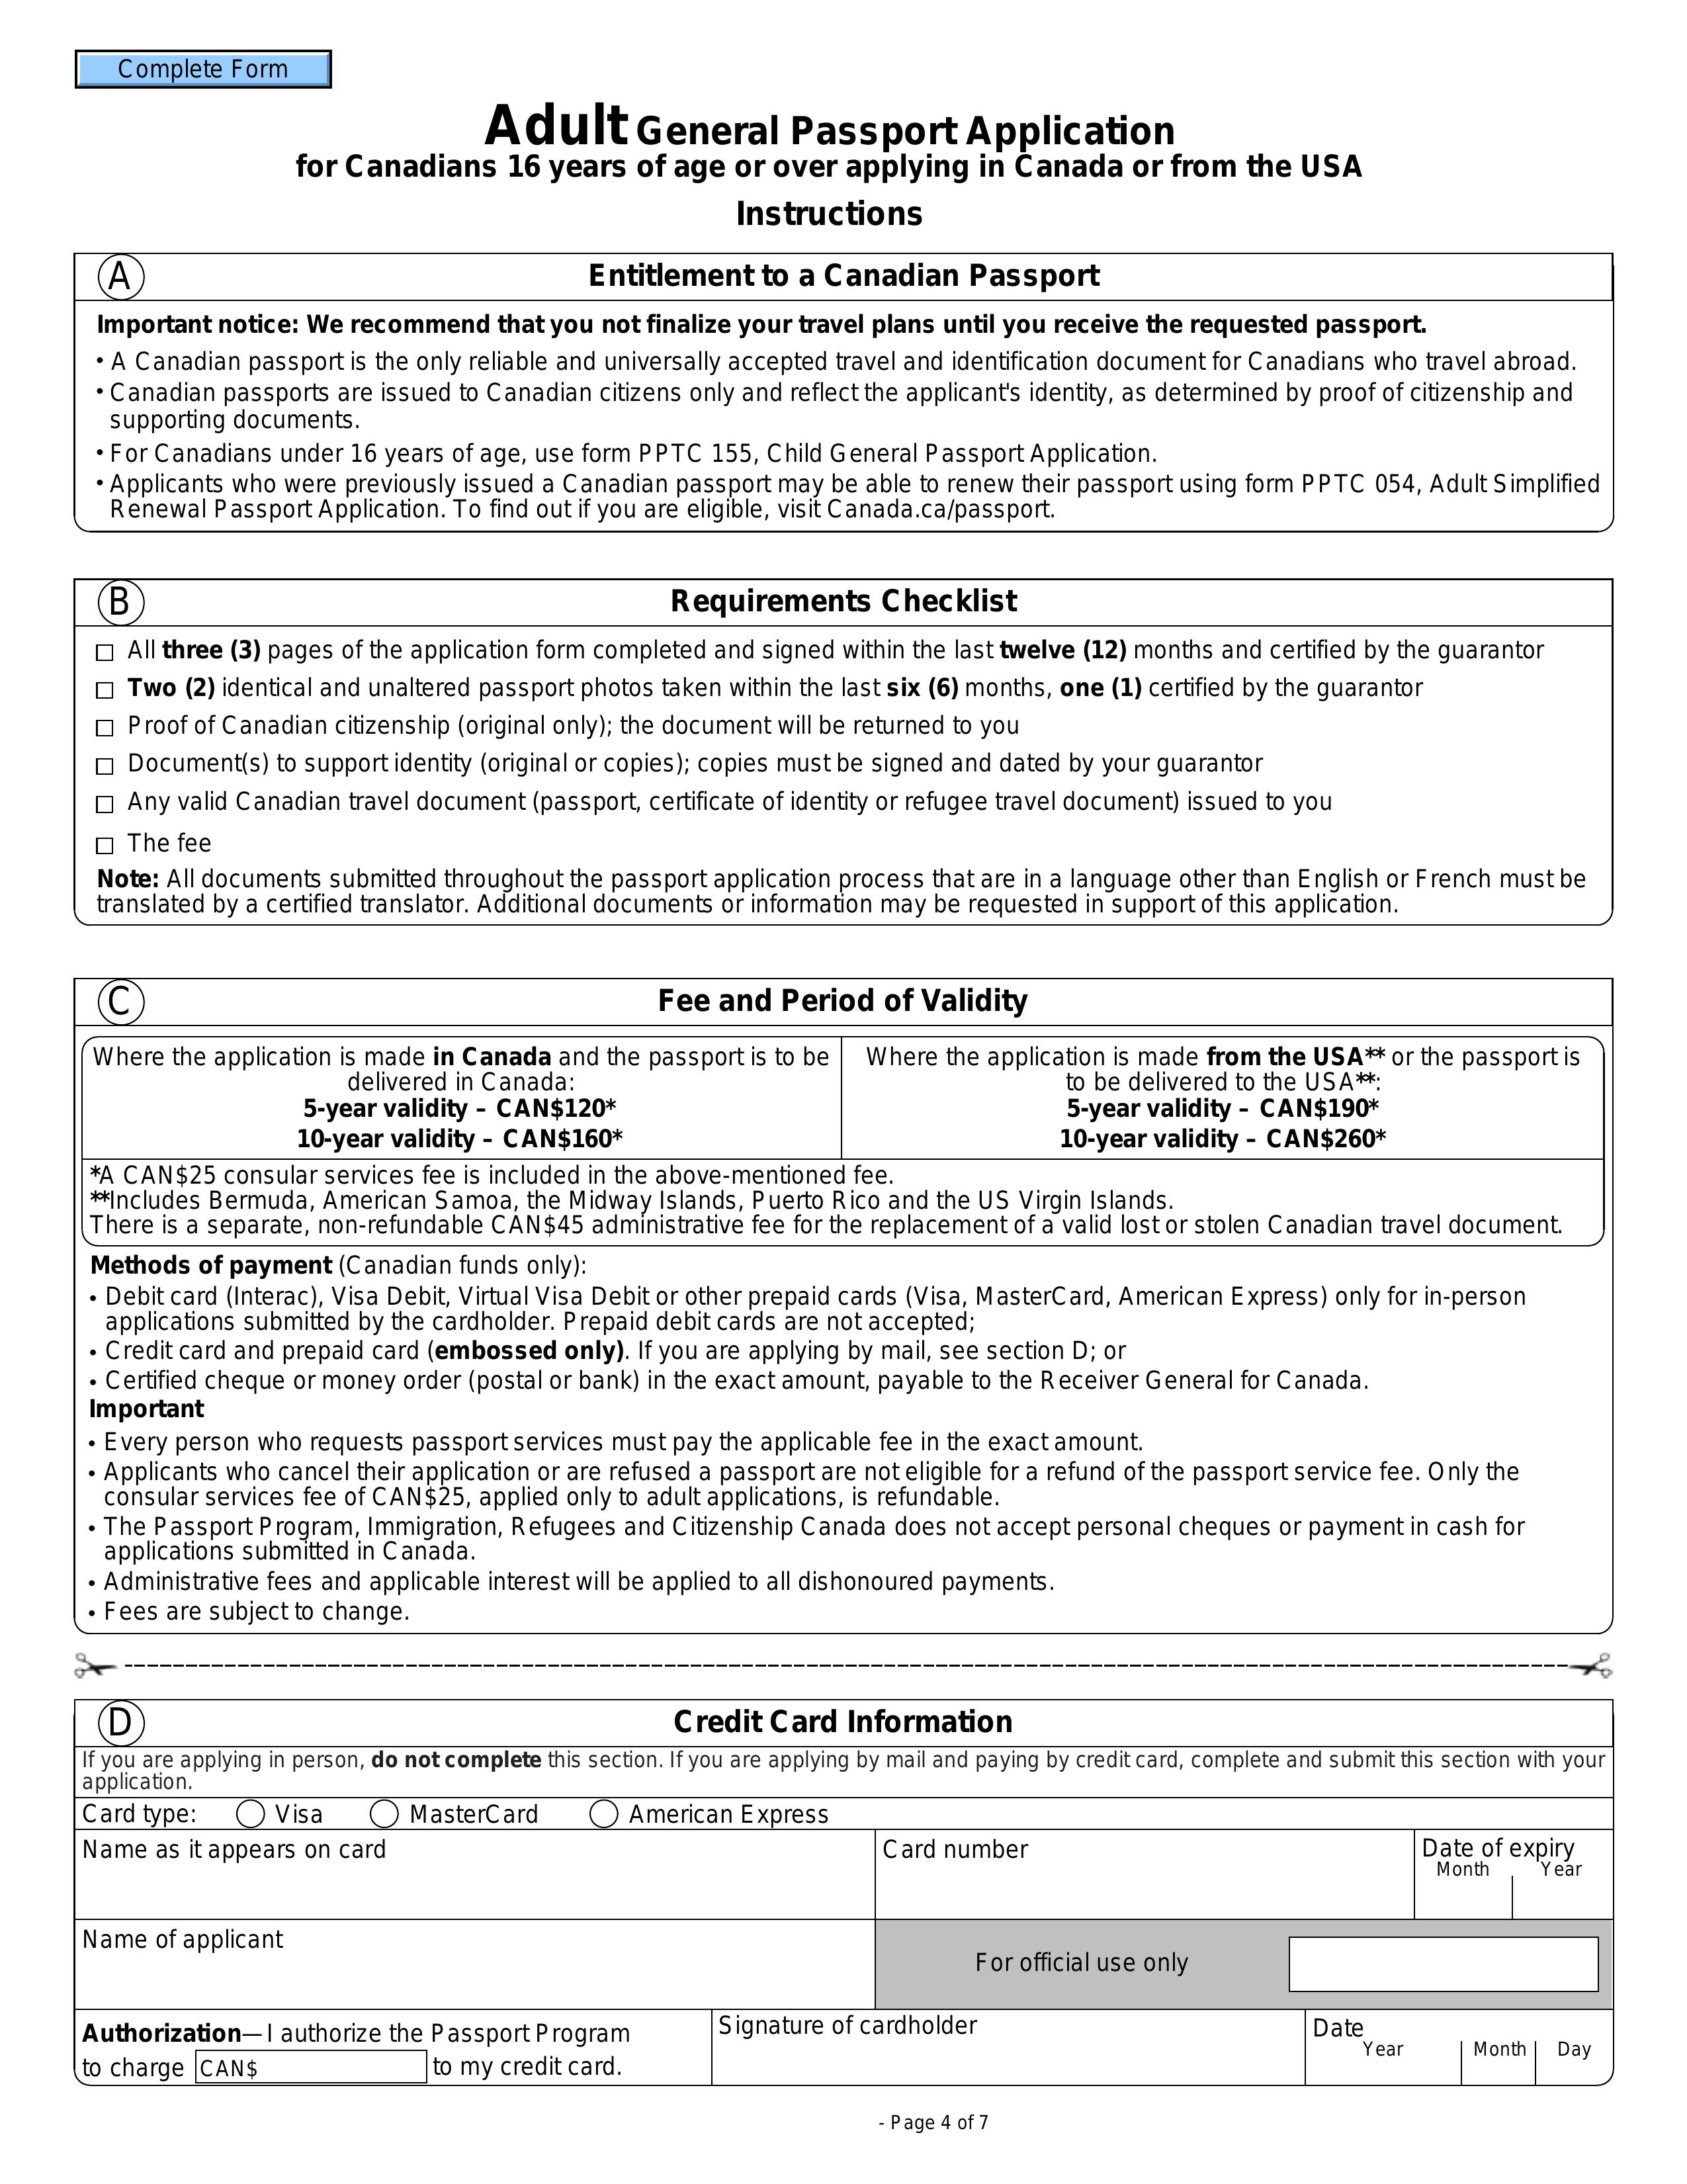 Complete Form
Adult General Passport Application
for Canadians 16 years of age or over applying in Canada or from the USA
Instructions
A
Entitlement to a Canadian Passport
Important notice: We recommend that you not finalize your travel plans until you receive the requested passport.
• A Canadian passport is the only reliable and universally accepted travel and identification document for Canadians who travel abroad.
• Canadian passports are issued to Canadian citizens only and reflect the applicant's identity, as determined by proof of citizenship and
supporting documents.
• For Canadians under 16 years of age, use form PPTC 155, Child General Passport Application.
• Applicants who were previously issued a Canadian passport may be able to renew their passport using form PPTC 054, Adult Simplified
Renewal Passport Application. To find out if you are eligible, visit Canada.ca/passport.
B
Requirements Checklist
☐ All three (3) pages of the application form completed and signed within the last twelve (12) months and certified by the guarantor
☐ Two (2) identical and unaltered passport photos taken within the last six (6) months, one (1) certified by the guarantor
☐ Proof of Canadian citizenship (original only); the document will be returned to you
☐ Document(s) to support identity (original or copies); copies must be signed and dated by your guarantor
☐ Any valid Canadian travel document (passport, certificate of identity or refugee travel document) issued to you
☐ The fee
Note: All documents submitted throughout the passport application process that are in a language other than English or French must be
translated by a certified translator. Additional documents or information may be requested in support of this application.
C
Fee and Period of Validity
Where the application is made in Canada and the passport is to be
delivered in Canada:
5-year validity – CAN$120*
10-year validity – CAN$160*
Where the application is made from the USA** or the passport is
to be delivered to the USA**:
5-year validity – CAN$190*
10-year validity – CAN$260*
*A CAN$25 consular services fee is included in the above-mentioned fee.
**Includes Bermuda, American Samoa, the Midway Islands, Puerto Rico and the US Virgin Islands.
There is a separate, non-refundable CAN$45 administrative fee for the replacement of a valid lost or stolen Canadian travel document.
Methods of payment (Canadian funds only):
• Debit card (Interac), Visa Debit, Virtual Visa Debit or other prepaid cards (Visa, MasterCard, American Express) only for in-person
applications submitted by the cardholder. Prepaid debit cards are not accepted;
• Credit card and prepaid card (embossed only). If you are applying by mail, see section D; or
• Certified cheque or money order (postal or bank) in the exact amount, payable to the Receiver General for Canada.
Important
• Every person who requests passport services must pay the applicable fee in the exact amount.
• Applicants who cancel their application or are refused a passport are not eligible for a refund of the passport service fee. Only the
consular services fee of CAN$25, applied only to adult applications, is refundable.
• The Passport Program, Immigration, Refugees and Citizenship Canada does not accept personal cheques or payment in cash for
applications submitted in Canada.
• Administrative fees and applicable interest will be applied to all dishonoured payments.
• Fees are subject to change.
D
Credit Card Information
If you are applying in person, do not complete this section. If you are applying by mail and paying by credit card, complete and submit this section with your
application.
Card type: Visa MasterCard American Express
Name as it appears on card
Card number
Date of expiry
Month Year
Name of applicant
For official use only
Authorization—I authorize the Passport Program
to charge CAN$ to my credit card.
Signature of cardholder
Date
Year Month Day
- Page 4 of 7